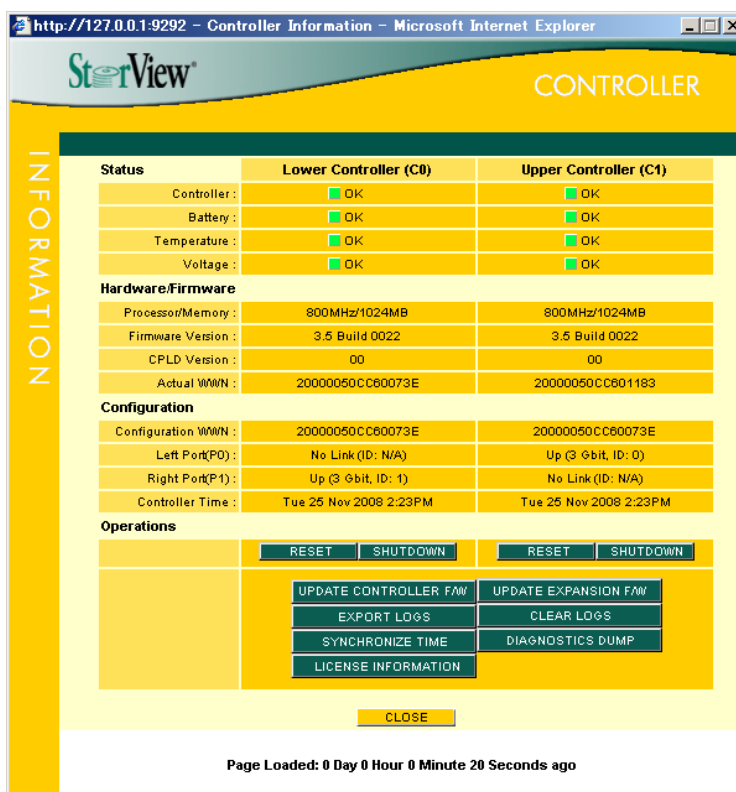 http://127.0.0.1:9292 - Controller Information - Microsoft Internet Explorer
StorView®
CONTROLLER
INFORMATION
Status Lower Controller (C0) Upper Controller (C1)
Controller : OK OK
Battery : OK OK
Temperature : OK OK
Voltage : OK OK
Hardware/Firmware
Processor/Memory : 800MHz/1024MB 800MHz/1024MB
Firmware Version : 3.5 Build 0022 3.5 Build 0022
CPLD Version : 00 00
Actual WWN : 20000050CC60073E 20000050CC601183
Configuration
Configuration WWN : 20000050CC60073E 20000050CC60073E
Left Port(P0) : No Link (ID: N/A) Up (3 Gbit, ID: 0)
Right Port(P1) : Up (3 Gbit, ID: 1) No Link (ID: N/A)
Controller Time : Tue 25 Nov 2008 2:23PM Tue 25 Nov 2008 2:23PM
Operations
RESET SHUTDOWN RESET SHUTDOWN
UPDATE CONTROLLER F/W UPDATE EXPANSION F/W
EXPORT LOGS CLEAR LOGS
SYNCHRONIZE TIME DIAGNOSTICS DUMP
LICENSE INFORMATION
CLOSE
Page Loaded: 0 Day 0 Hour 0 Minute 20 Seconds ago